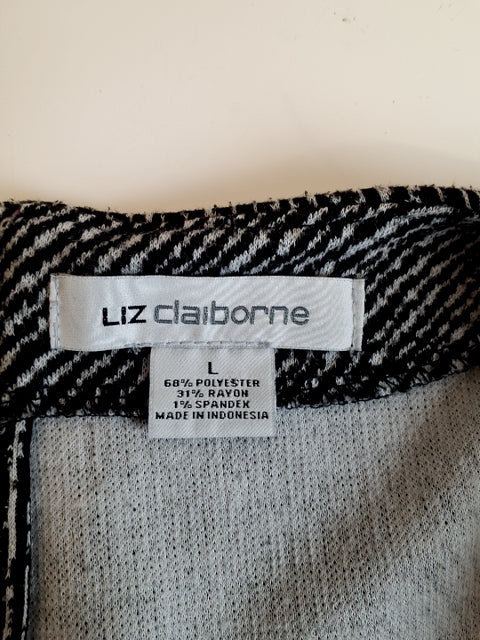 LIZ claiborne
L
68% POLYESTER
31% RAYON
1% SPANDEX
MADE IN INDONESIA